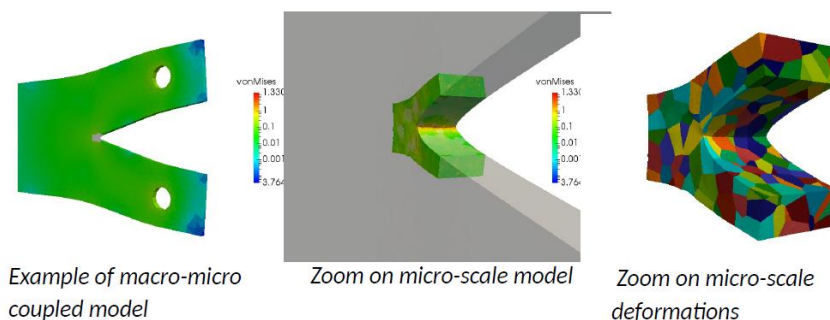 vonMises
1.330
1
0.1
0.01
0.001
3.764
vonMises
1.330
1
0.1
0.01
0.001
3.764
Example of macro-micro
coupled model
Zoom on micro-scale model
Zoom on micro-scale
deformations